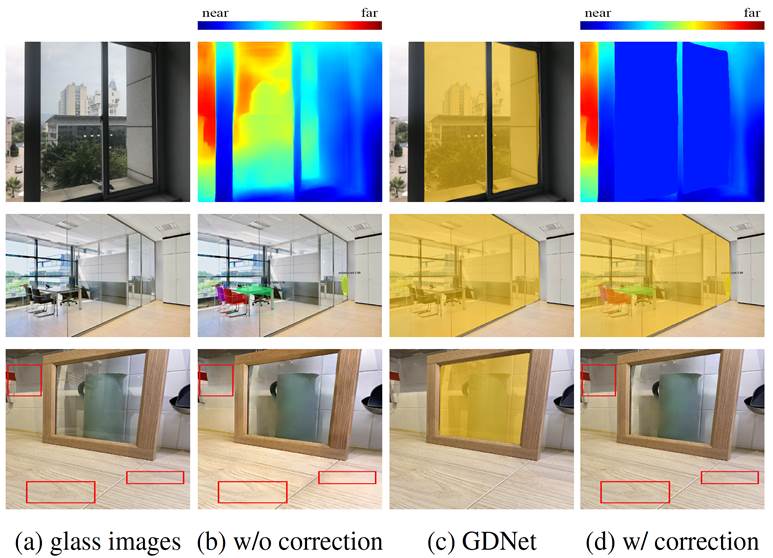 near far near far
(a) glass images (b) w/o correction (c) GDNet (d) w/ correction